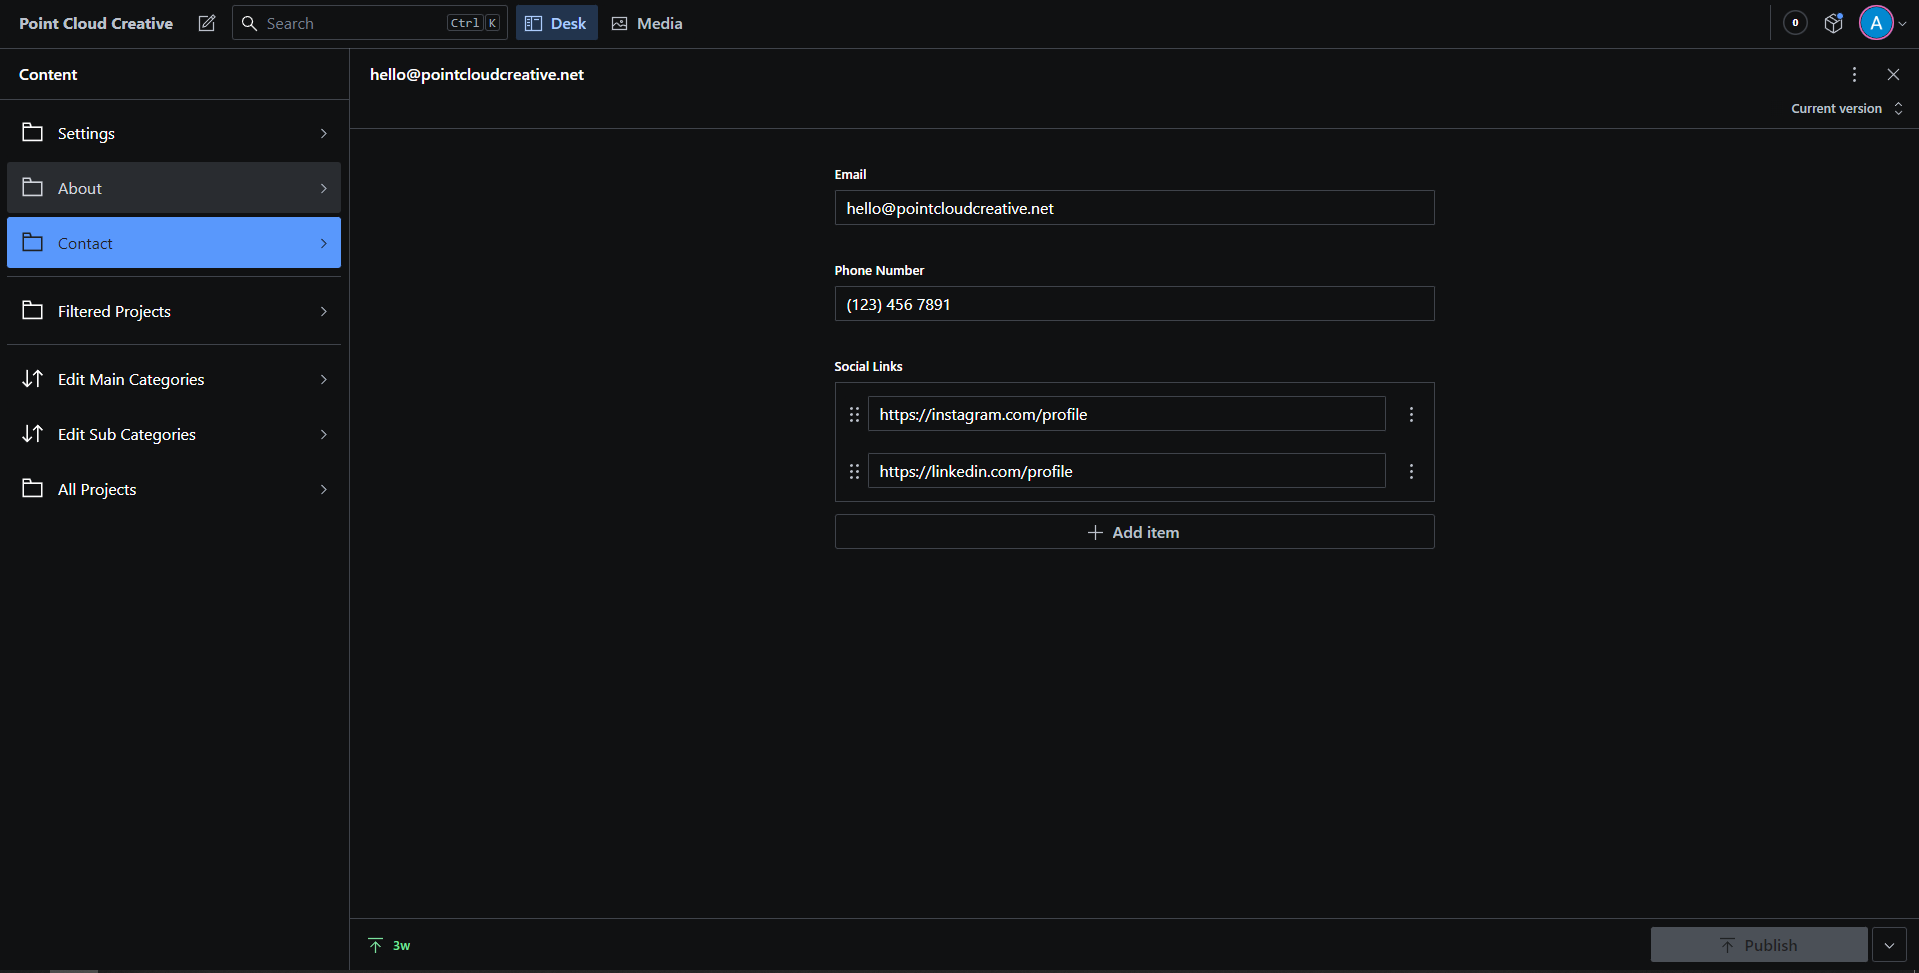 Point Cloud Creative
Search
Ctrl K
Desk
Media
0
A
Content
Settings
About
Contact
Filtered Projects
Edit Main Categories
Edit Sub Categories
All Projects
hello@pointcloudcreative.net
Current version
Email
hello@pointcloudcreative.net
Phone Number
(123) 456 7891
Social Links
https://instagram.com/profile
https://linkedin.com/profile
Add item
3w
Publish